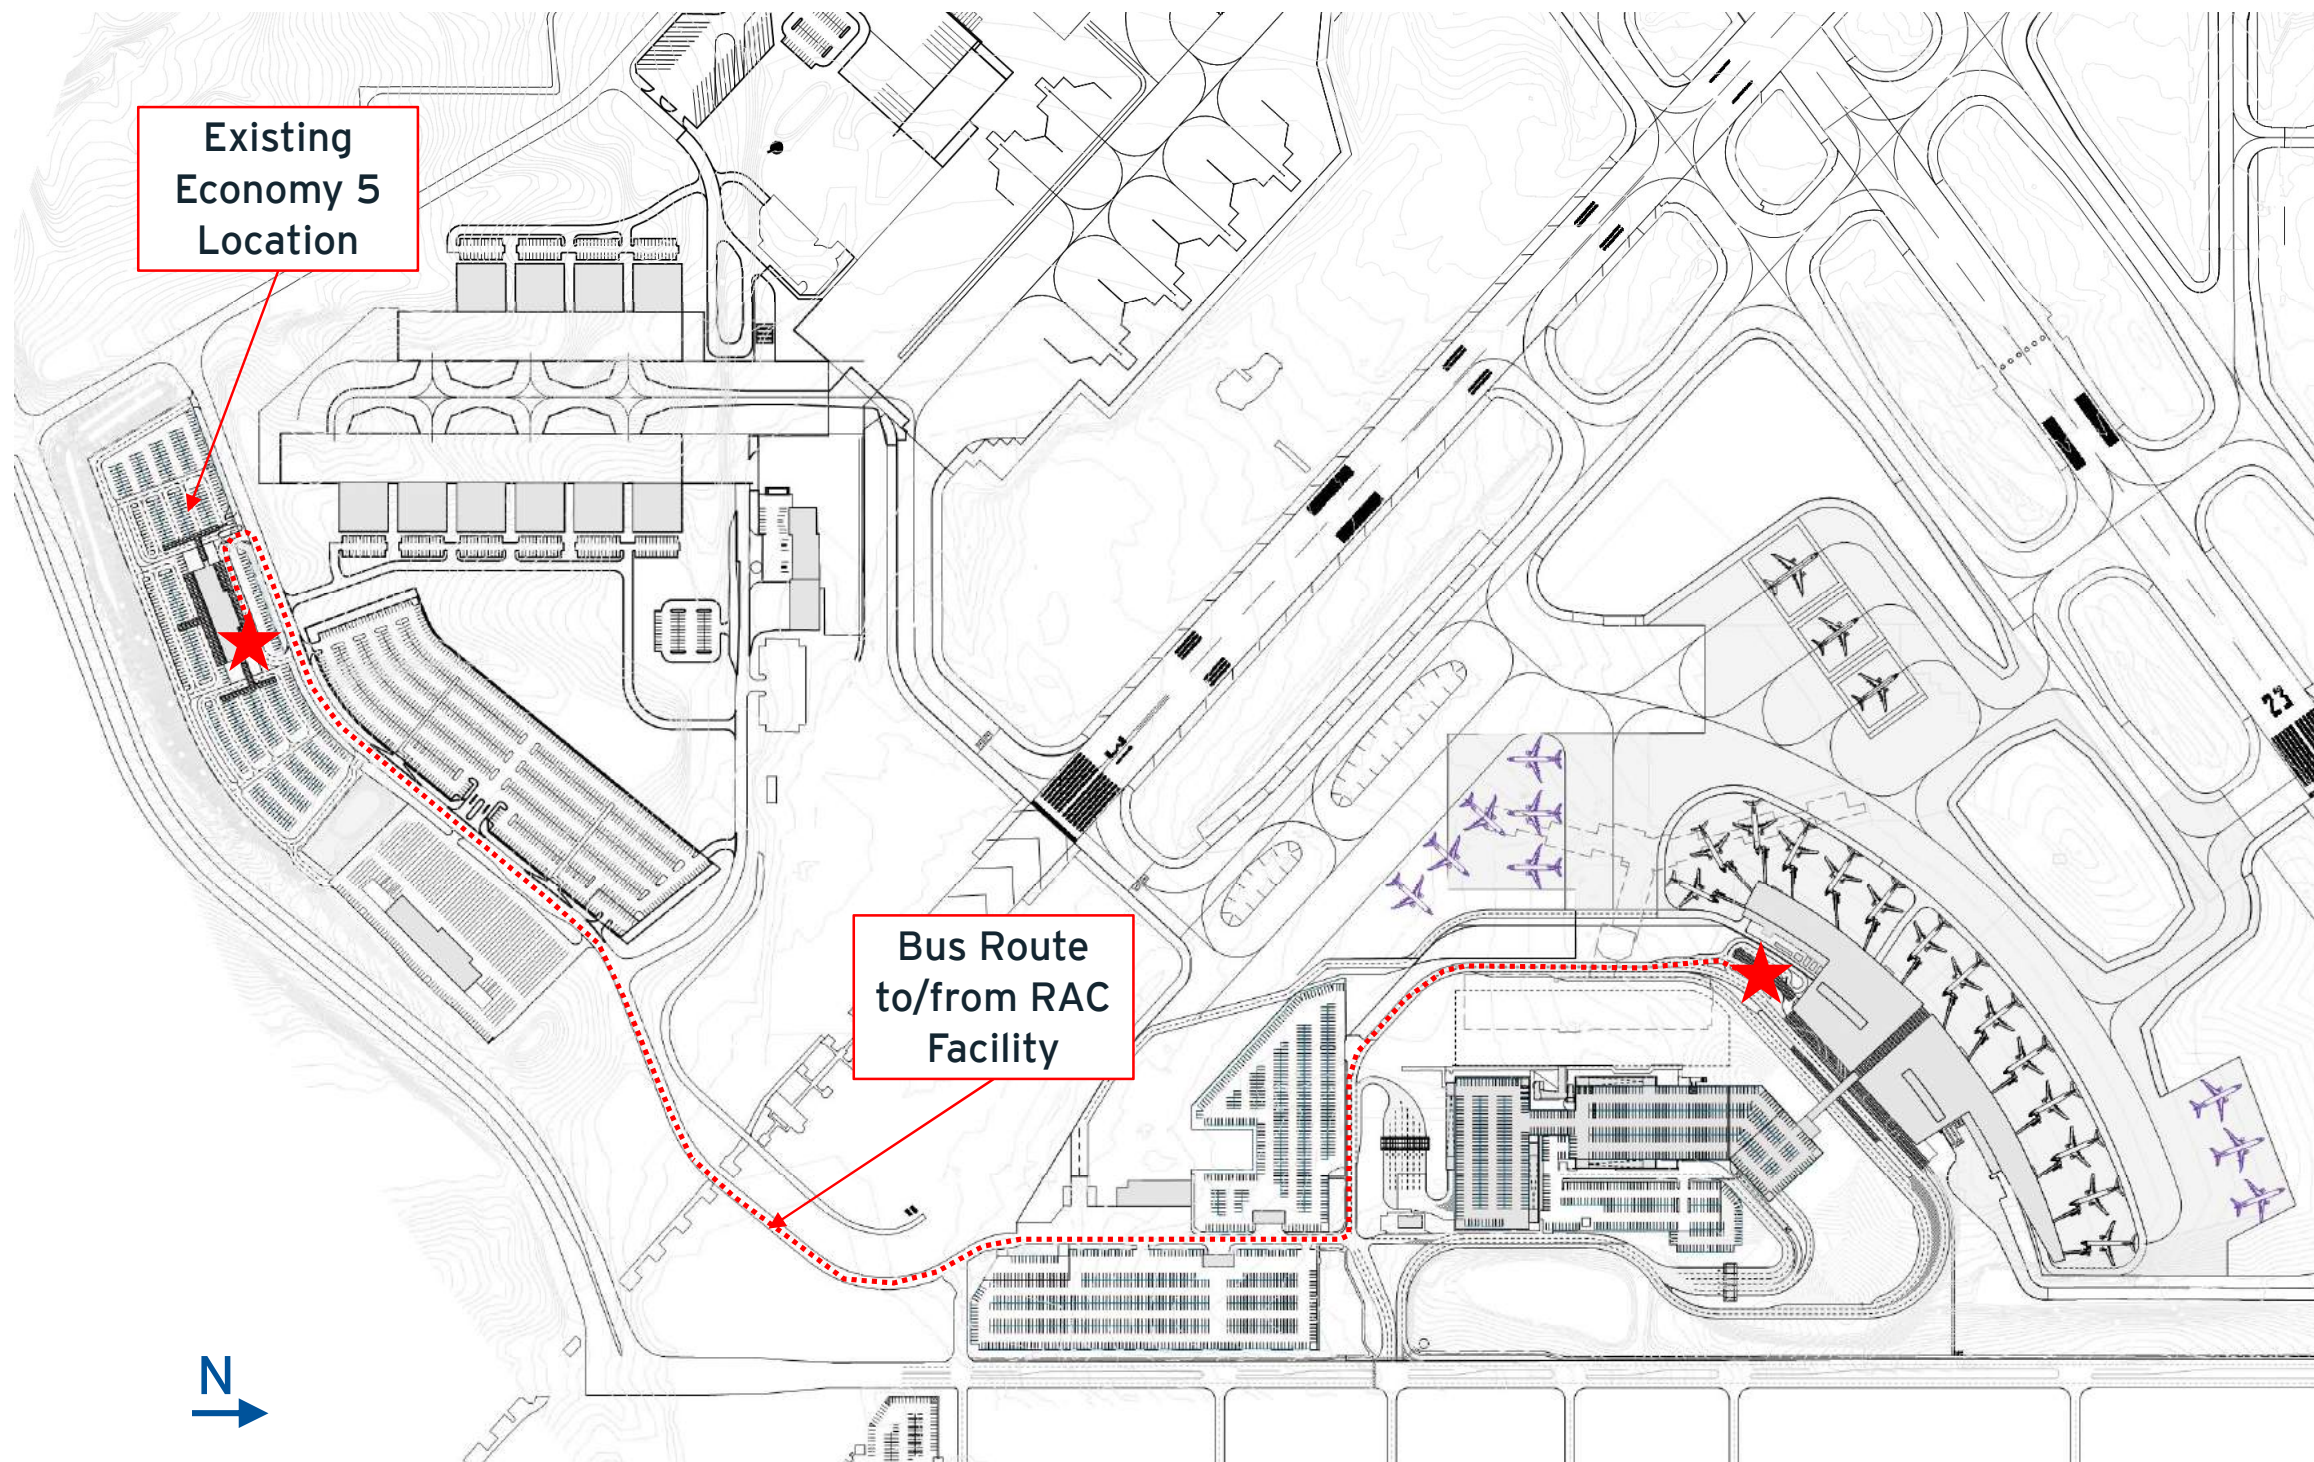 Existing
Economy 5
Location
23
Bus Route
to/from RAC
Facility
N